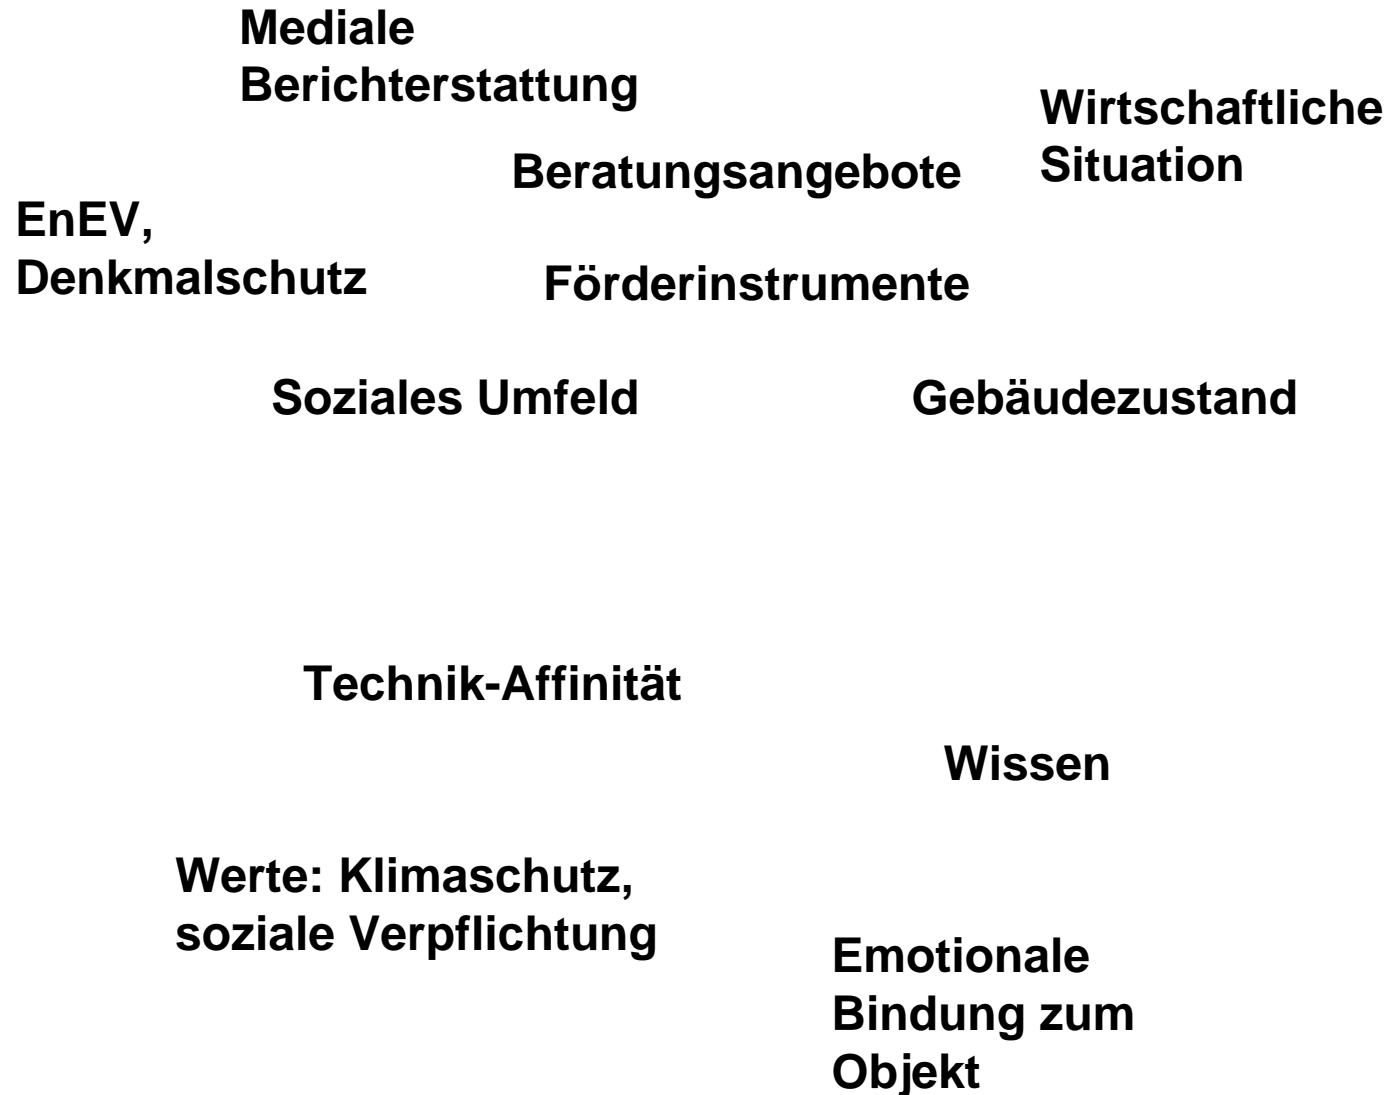 Mediale
Berichterstattung
Wirtschaftliche
Situation
Beratungsangebote
EnEV,
Denkmalschutz
Förderinstrumente
Soziales Umfeld
Gebäudezustand
Technik-Affinität
Wissen
Werte: Klimaschutz,
soziale Verpflichtung
Emotionale
Bindung zum
Objekt